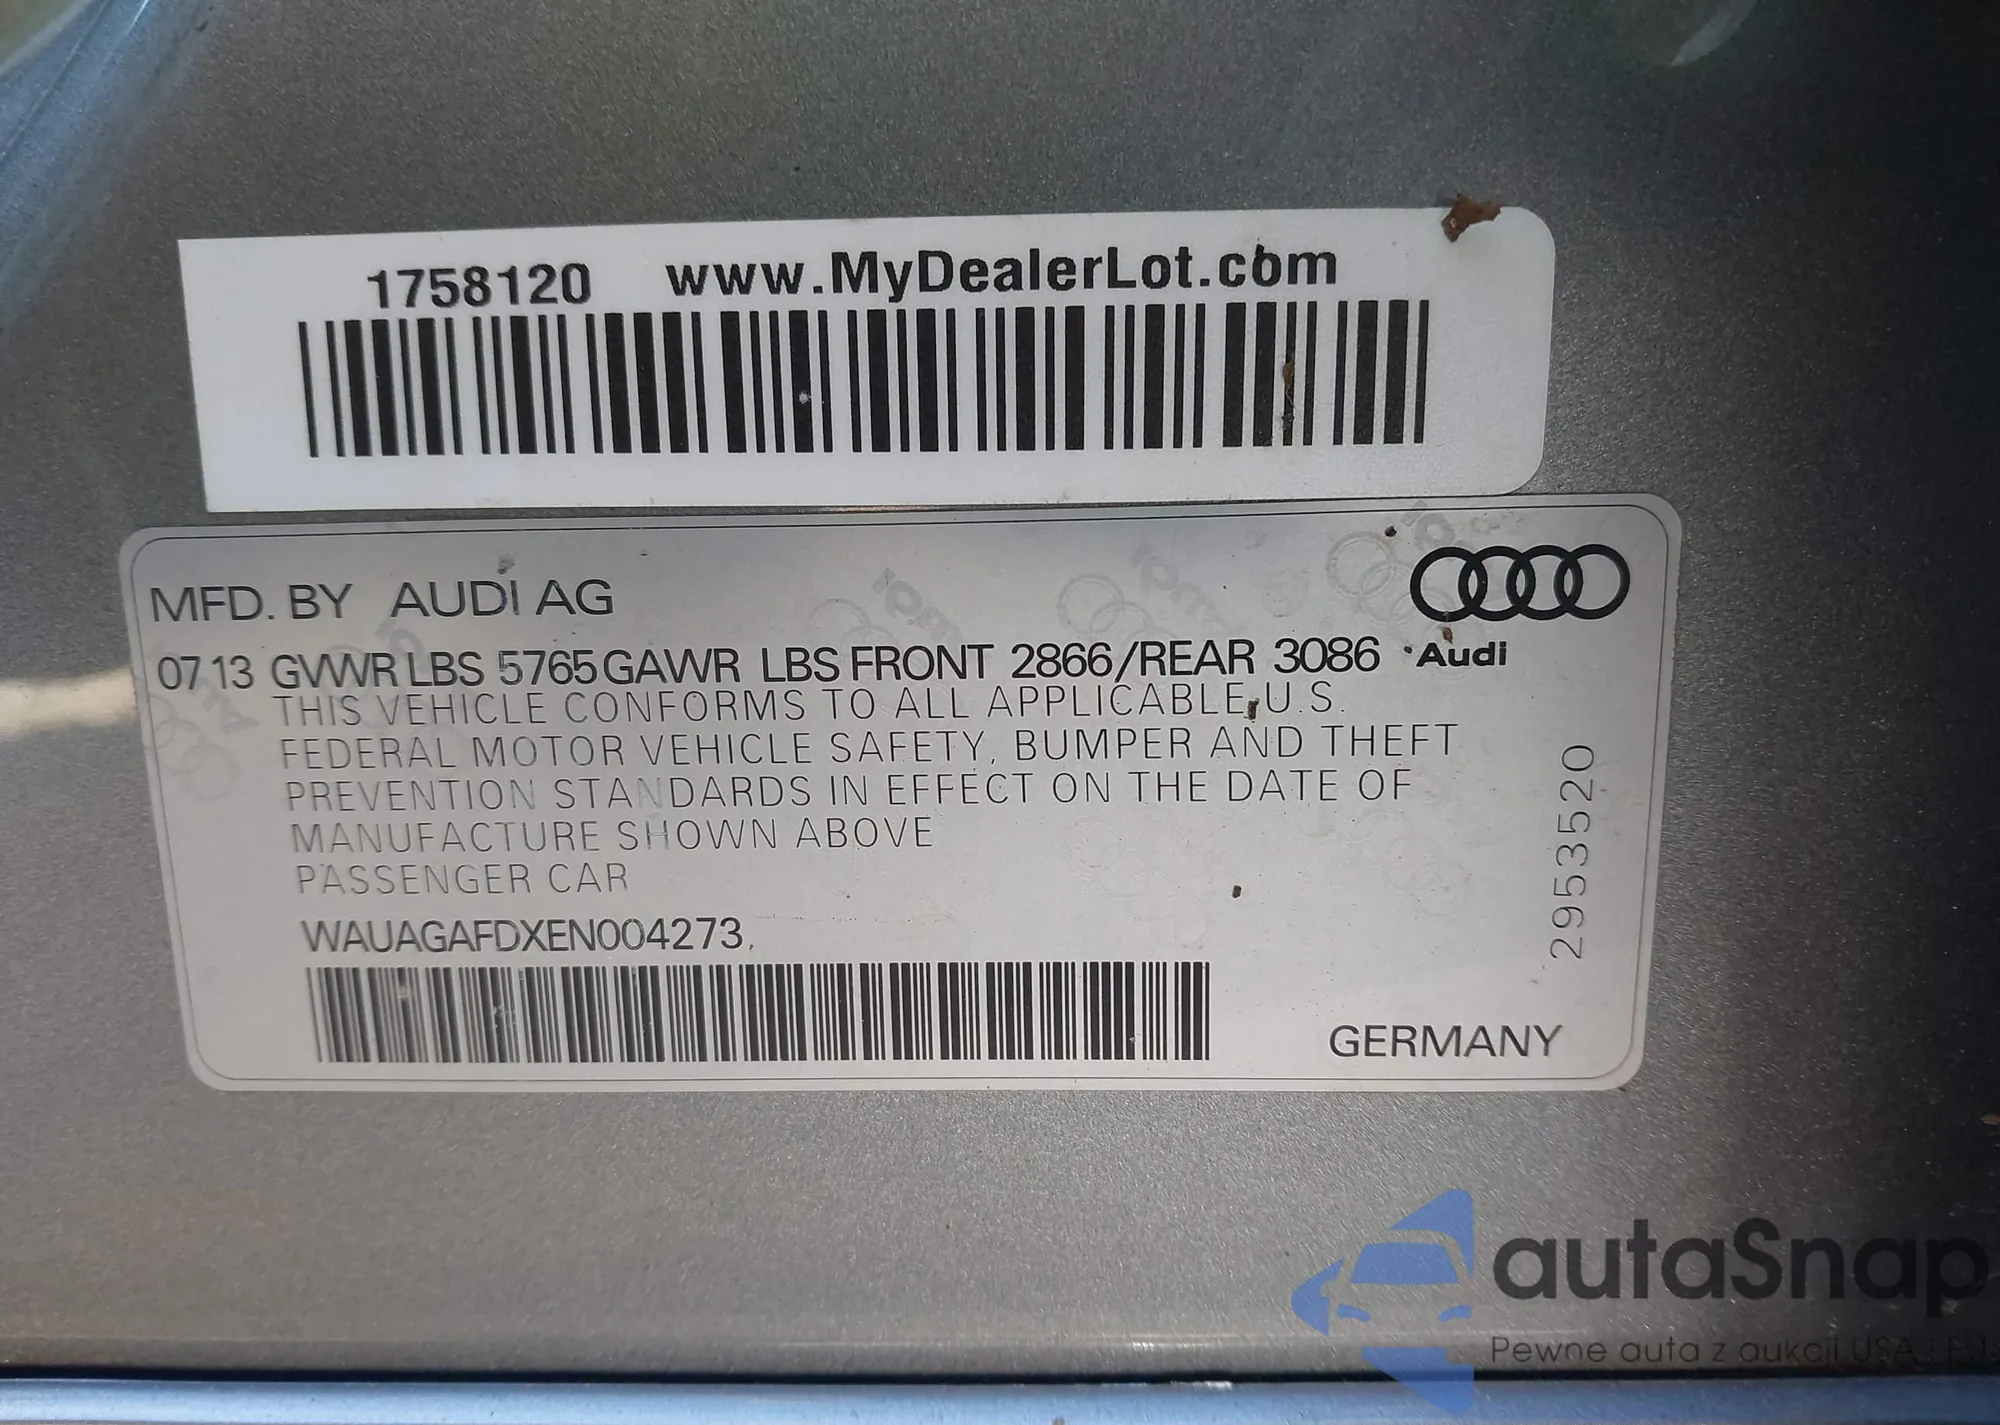 1758120 www.MyDealerLot.com
MFD. BY AUDI AG
07 13 GVWR LBS 5765 GAWR LBS FRONT 2866/REAR 3086
Audi
THIS VEHICLE CONFORMS TO ALL APPLICABLE U.S.
FEDERAL MOTOR VEHICLE SAFETY, BUMPER AND THEFT
PREVENTION STANDARDS IN EFFECT ON THE DATE OF
MANUFACTURE SHOWN ABOVE
PASSENGER CAR
WAUAGAFDXEN004273
2953520
GERMANY
autaSnap
Pewne auta z aukcji USA